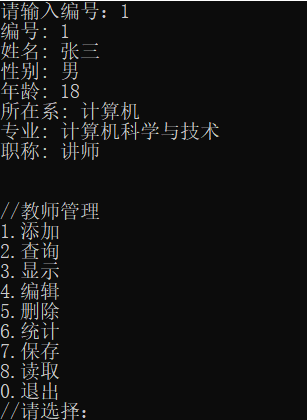 请输入编号：1
编号: 1
姓名: 张三
性别: 男
年龄: 18
所在系: 计算机
专业: 计算机科学与技术
职称: 讲师
//教师管理
1.添加
2.查询
3.显示
4.编辑
5.删除
6.统计
7.保存
8.读取
0.退出
//请选择: